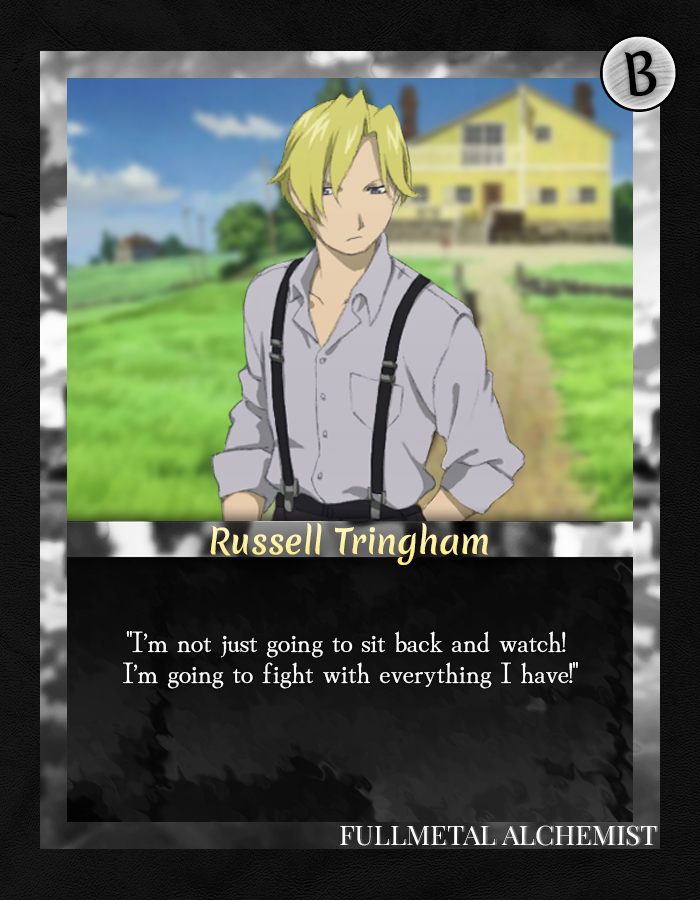 B
Russell Tringham
"I'm not just going to sit back and watch!
I'm going to fight with everything I have!"
FULLMETAL ALCHEMIST